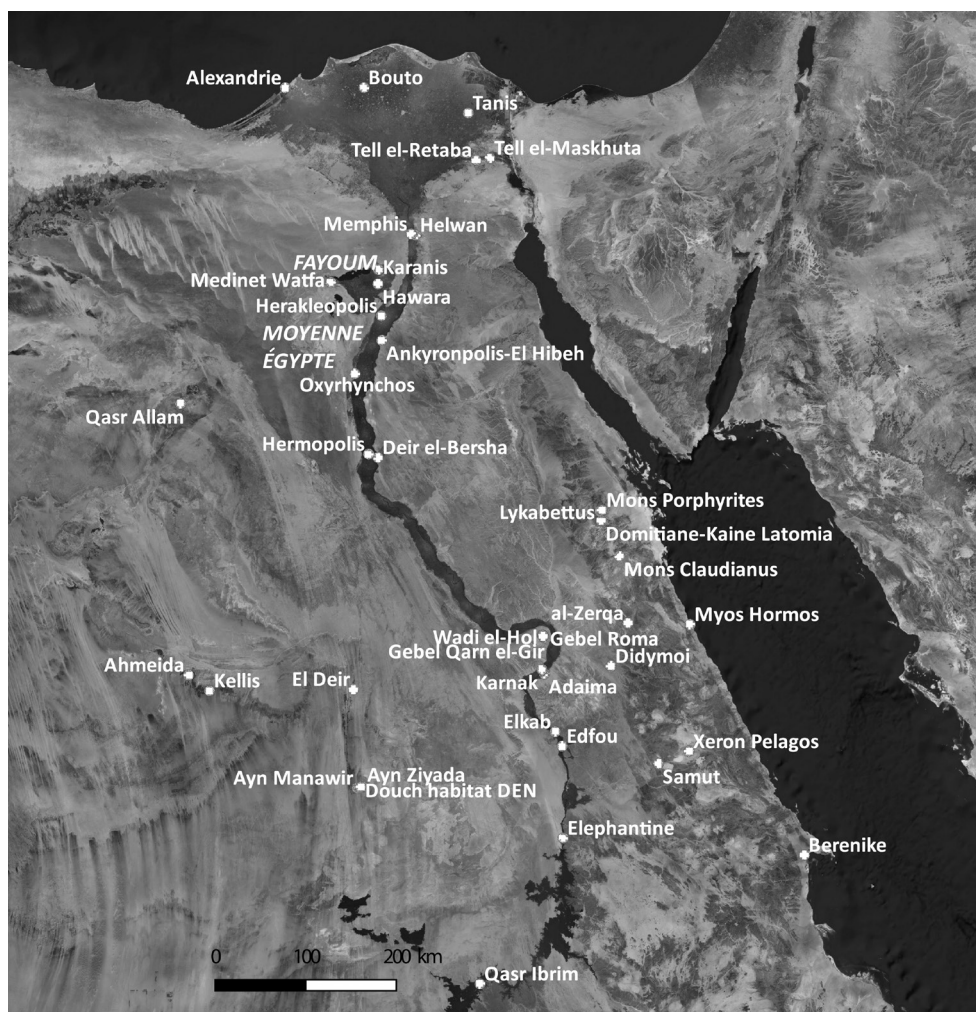 Alexandrie
Bouto
Tanis
Tell el-Retaba
Tell el-Maskhuta
Memphis
Helwan
FAYOUM
Karanis
Medinet Watfa
Hawara
Herakleopolis
MOYENNE
ÉGYPTE
Ankyronpolis-El Hibeh
Oxyrhynchos
Qasr Allam
Hermopolis
Deir el-Bersha
Mons Porphyrites
Lykabettus
Domitiane-Kaine Latomia
Mons Claudianus
al-Zerqa
Myos Hormos
Wadi el-Hol
Gebel Roma
Gebel Qarn el-Gir
Didymoi
Ahmeida
Kellis
El Deir
Karnak
Adaima
Elkab
Edfou
Xeron Pelagos
Samut
Ayn Manawir
Ayn Ziyada
Douch habitat DEN
Elephantine
Berenike
0 100 200 km
Qasr Ibrim